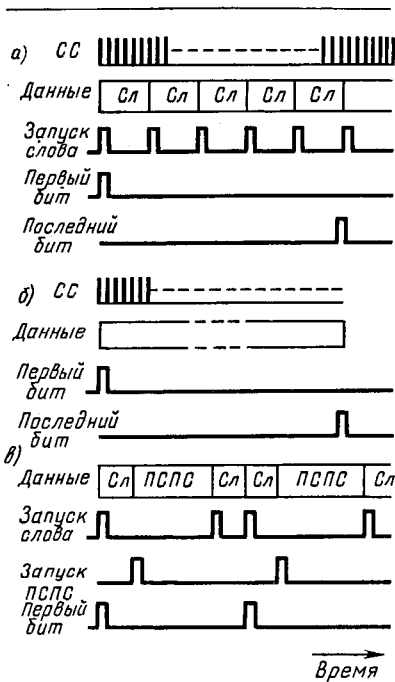 а) СС
Данные Сл Сл Сл Сл Сл
Запуск
слова
Первый
бит
Последний
бит
б) СС
Данные
Первый
бит
Последний
бит
в)
Данные Сл ПСПС Сл Сл ПСПС Сл
Запуск
слова
Запуск
ПСПС
Первый
бит
Время